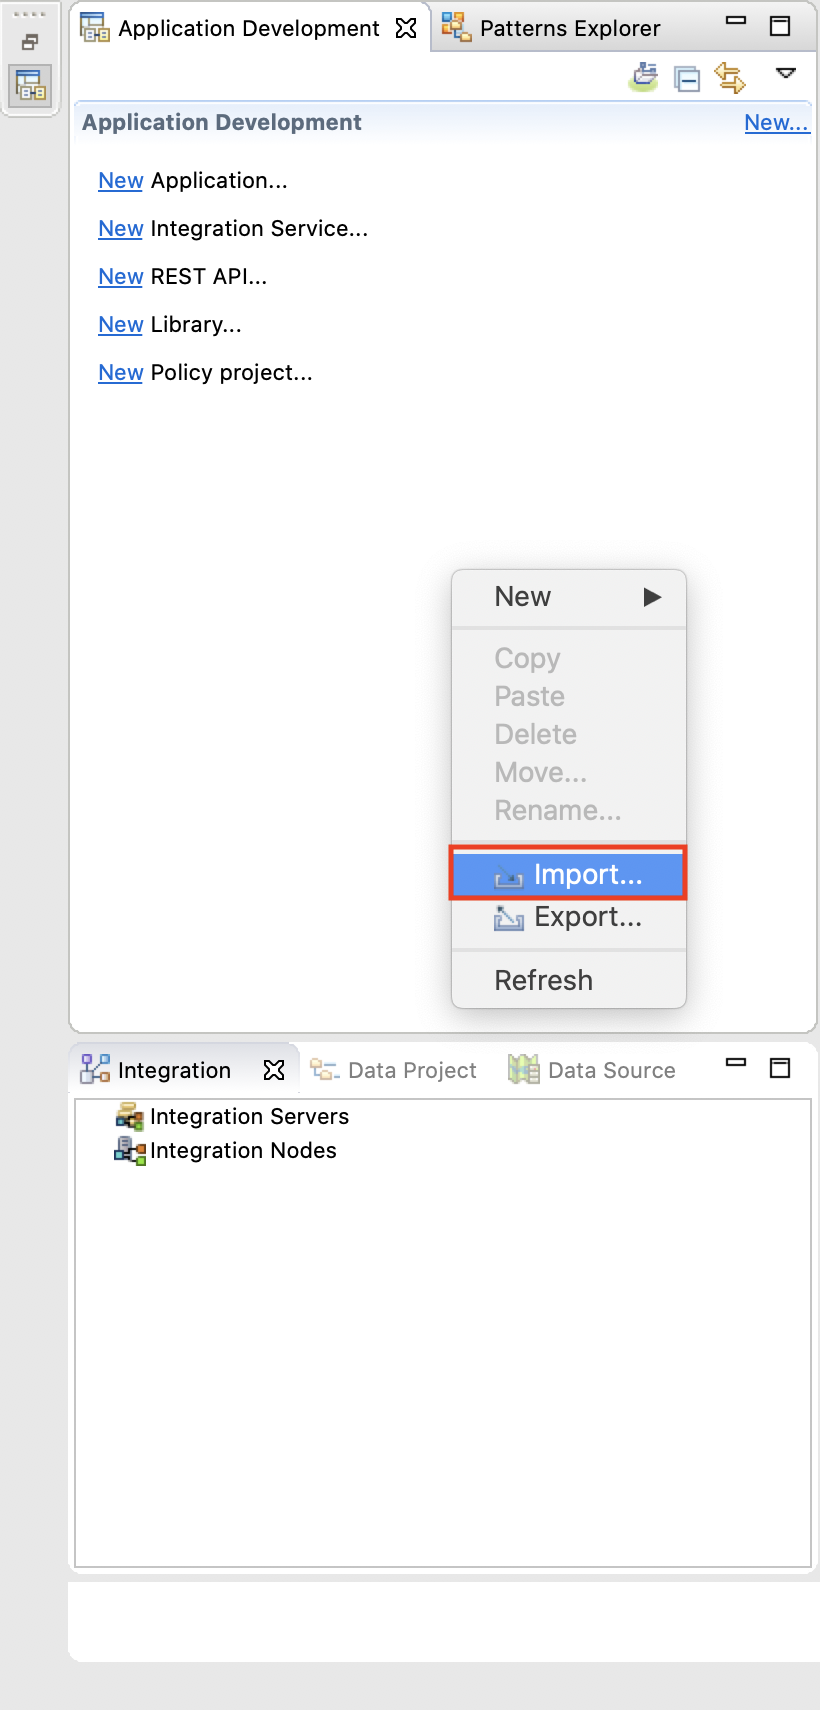 Application Development
Patterns Explorer
Application Development
New...
New Application...
New Integration Service...
New REST API...
New Library...
New Policy project...
New
Copy
Paste
Delete
Move...
Rename...
Import...
Export...
Refresh
Integration
Data Project
Data Source
Integration Servers
Integration Nodes